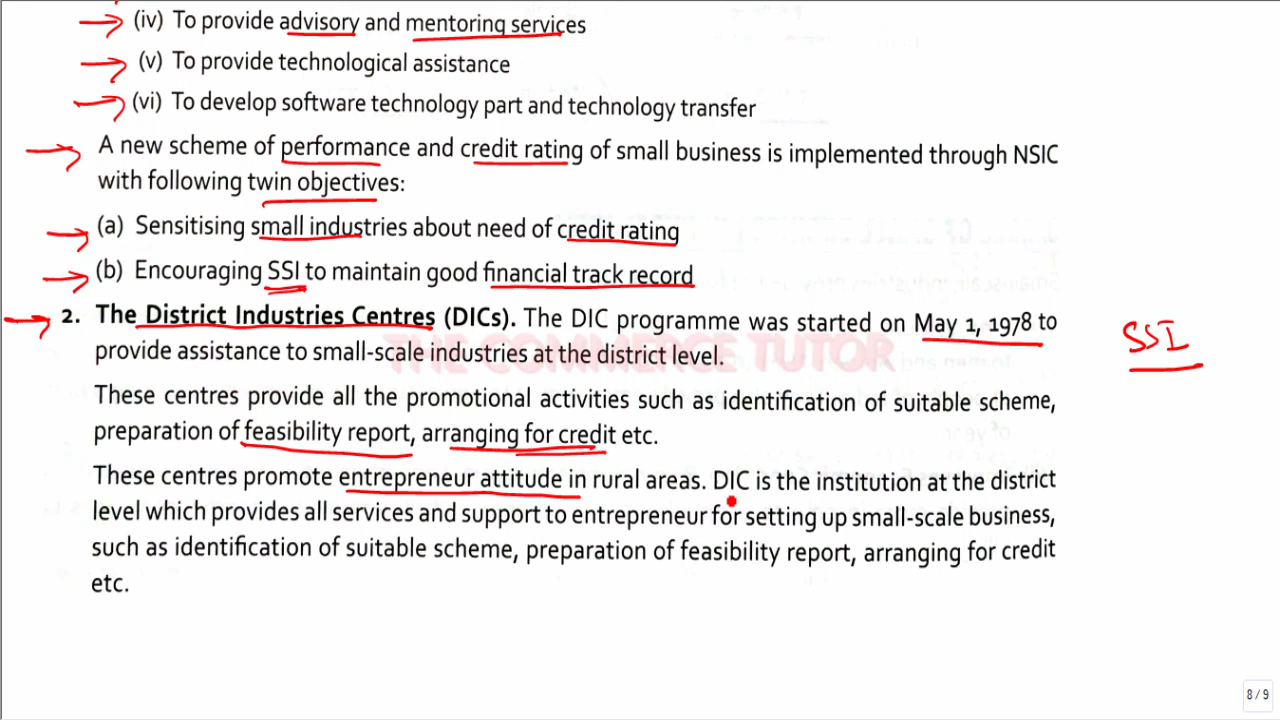 (iv) To provide advisory and mentoring services
(v) To provide technological assistance
(vi) To develop software technology part and technology transfer
A new scheme of performance and credit rating of small business is implemented through NSIC
with following twin objectives:
(a) Sensitising small industries about need of credit rating
(b) Encouraging SSI to maintain good financial track record
2. The District Industries Centres (DICs). The DIC programme was started on May 1, 1978 to
SSI
provide assistance to small-scale industries at the district level.
THE COMMERCE TUTOR
These centres provide all the promotional activities such as identification of suitable scheme,
preparation of feasibility report, arranging for credit etc.
These centres promote entrepreneur attitude in rural areas. DIC is the institution at the district
level which provides all services and support to entrepreneur for setting up small-scale business,
such as identification of suitable scheme, preparation of feasibility report, arranging for credit
etc.
8 / 9